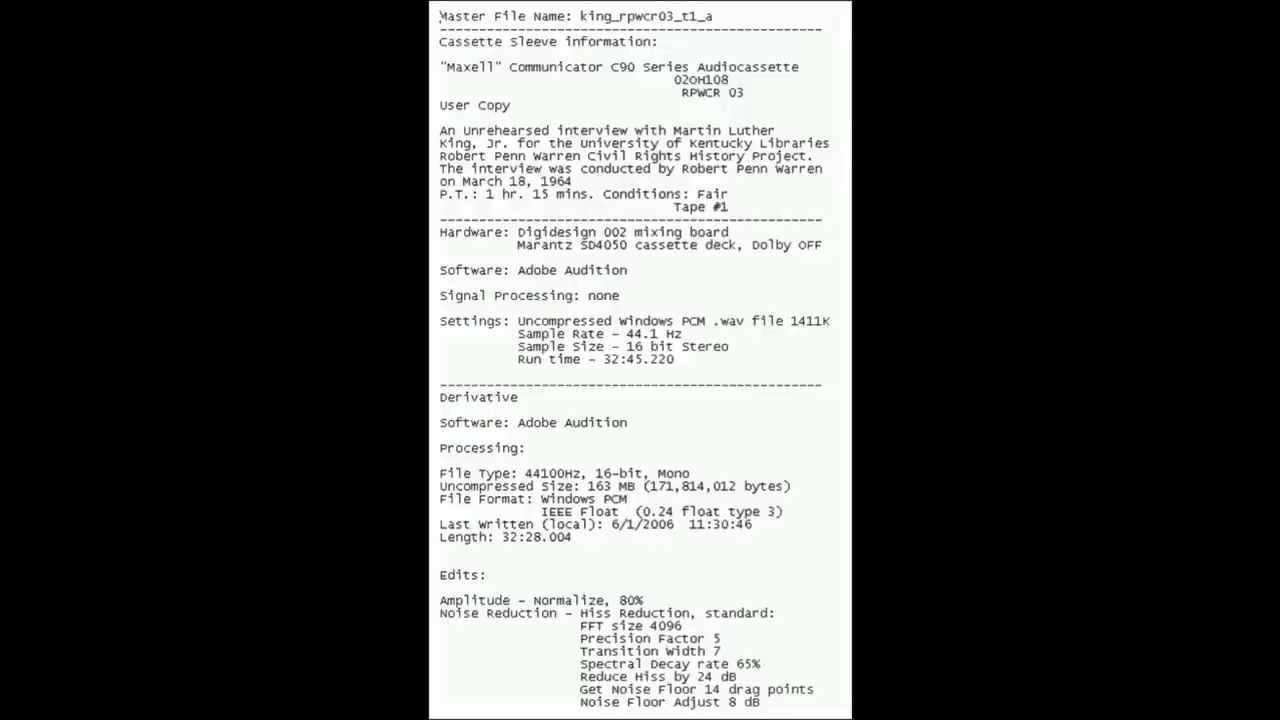 Master File Name: king_rpwcr03_t1_a
-------------------------------------------------
Cassette Sleeve information:
"Maxell" Communicator C90 Series Audiocassette
02OH108
RPWCR 03
User Copy
An Unrehearsed interview with Martin Luther
King, Jr. for the University of Kentucky Libraries
Robert Penn Warren Civil Rights History Project.
The interview was conducted by Robert Penn Warren
on March 18, 1964
P.T.: 1 hr. 15 mins. Conditions: Fair
Tape #1
-------------------------------------------------
Hardware: Digidesign 002 mixing board
Marantz SD4050 cassette deck, Dolby OFF
Software: Adobe Audition
Signal Processing: none
Settings: Uncompressed Windows PCM .wav file 1411K
Sample Rate - 44.1 Hz
Sample Size - 16 bit Stereo
Run time - 32:45.220
-------------------------------------------------
Derivative
Software: Adobe Audition
Processing:
File Type: 44100Hz, 16-bit, Mono
Uncompressed Size: 163 MB (171,814,012 bytes)
File Format: Windows PCM
IEEE Float (0.24 float type 3)
Last Written (local): 6/1/2006 11:30:46
Length: 32:28.004
Edits:
Amplitude - Normalize, 80%
Noise Reduction - Hiss Reduction, standard:
FFT size 4096
Precision Factor 5
Transition Width 7
Spectral Decay rate 65%
Reduce Hiss by 24 dB
Get Noise Floor 14 drag points
Noise Floor Adjust 8 dB